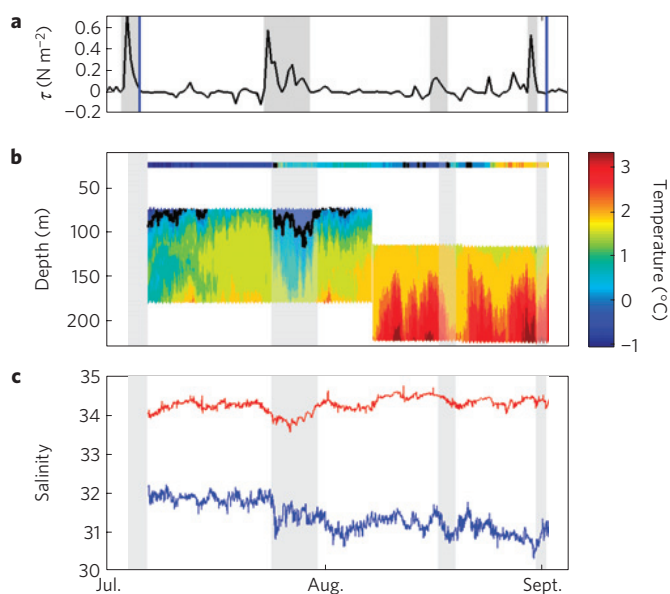 a
τ (N m−2)
0.6
0.4
0.2
0
−0.2
b
Depth (m)
50
100
150
200
3
2
1
0
−1
Temperature (°C)
c
Salinity
35
34
33
32
31
30
Jul.
Aug.
Sept.